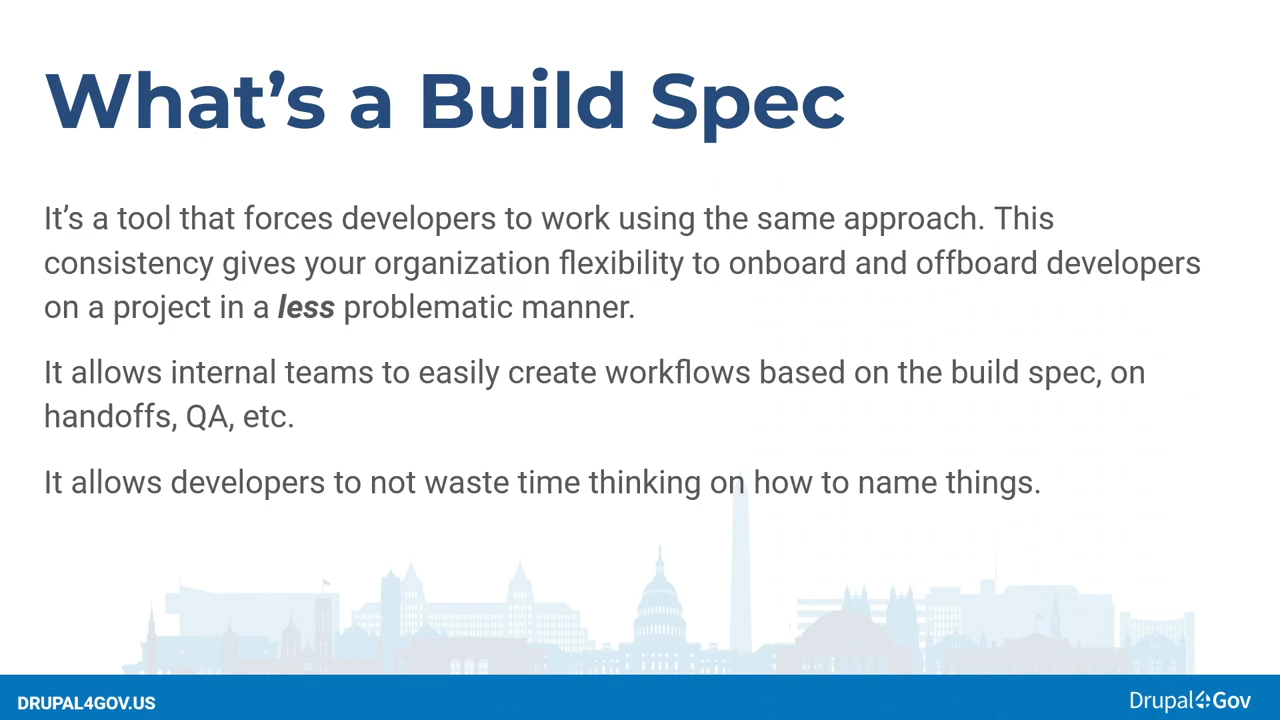 What’s a Build Spec
It’s a tool that forces developers to work using the same approach. This
consistency gives your organization flexibility to onboard and offboard developers
on a project in a less problematic manner.
It allows internal teams to easily create workflows based on the build spec, on
handoffs, QA, etc.
It allows developers to not waste time thinking on how to name things.
DRUPAL4GOV.US
Drupal4Gov